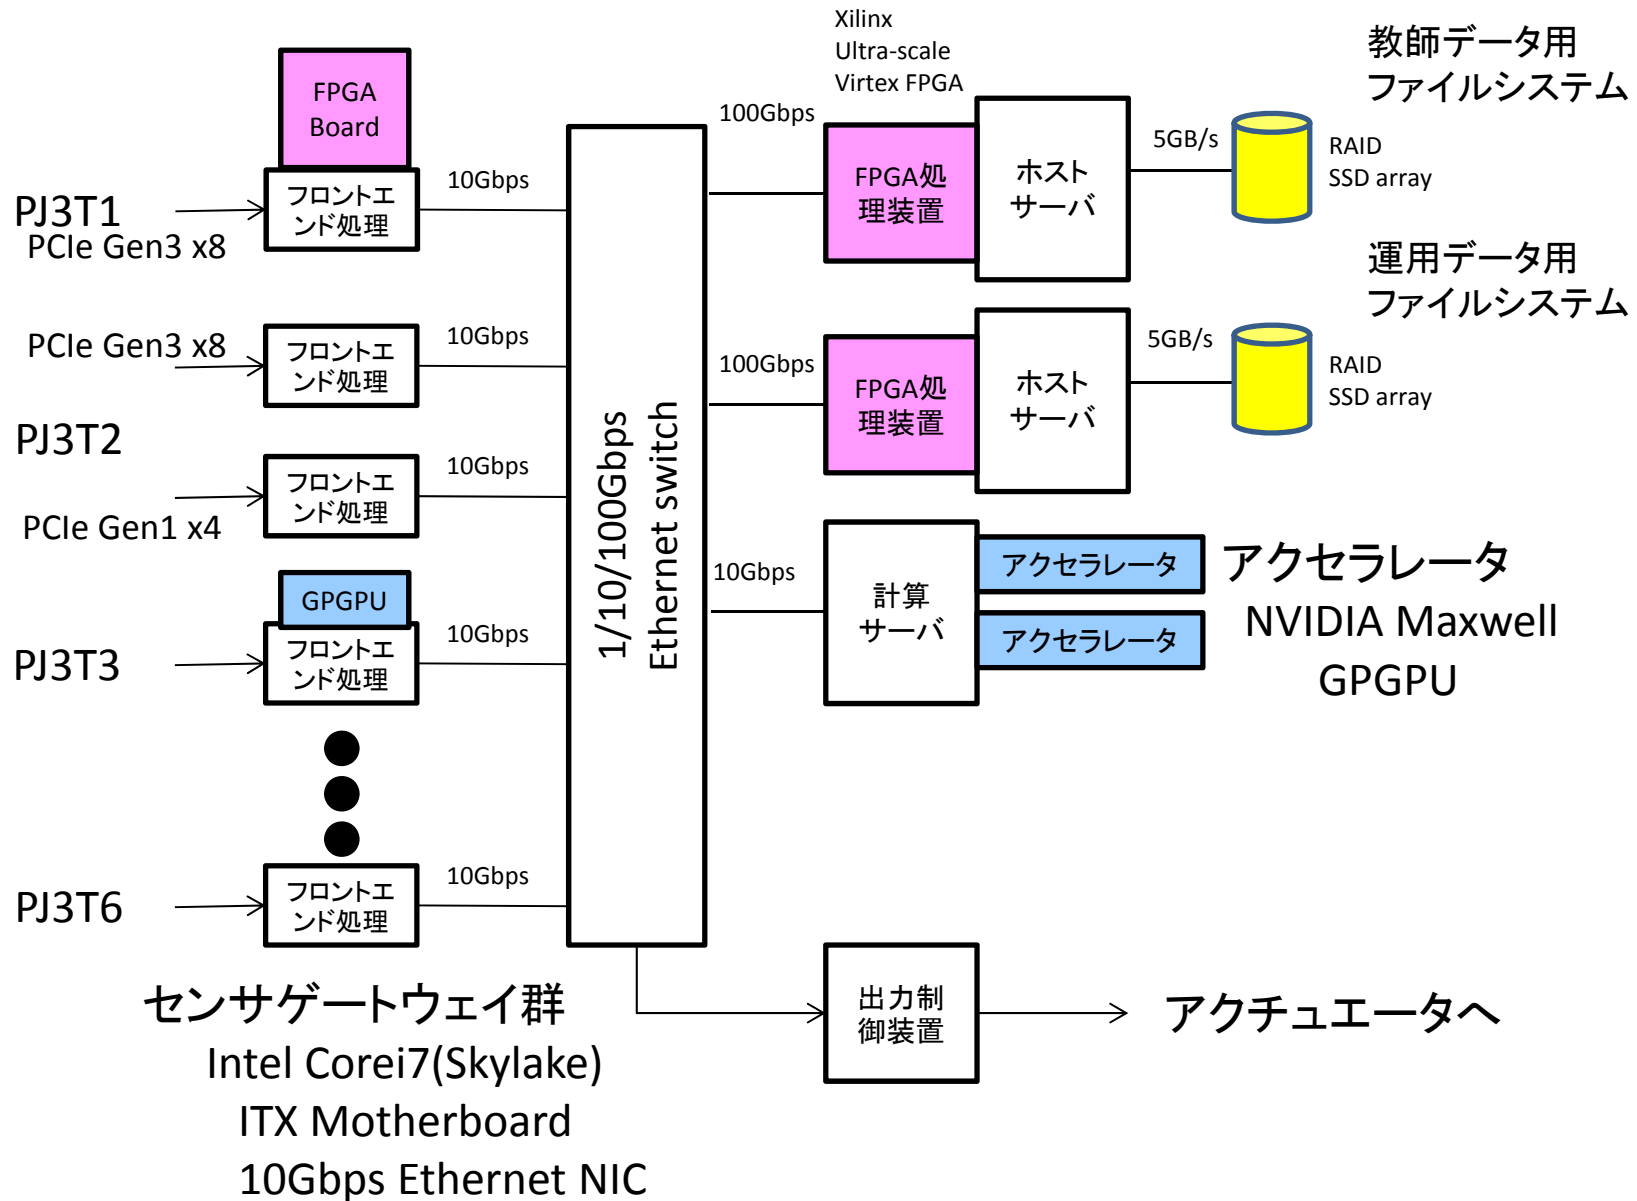 Xilinx
Ultra-scale
Virtex FPGA
教師データ用
ファイルシステム
FPGA
Board
100Gbps
5GB/s
RAID
SSD array
PJ3T1
PCIe Gen3 x8
フロントエ
ンド処理
10Gbps
FPGA処
理装置
ホスト
サーバ
運用データ用
ファイルシステム
PCIe Gen3 x8
フロントエ
ンド処理
10Gbps
100Gbps
FPGA処
理装置
ホスト
サーバ
5GB/s
RAID
SSD array
PJ3T2
フロントエ
ンド処理
10Gbps
PCIe Gen1 x4
1/10/100Gbps
Ethernet switch
10Gbps
計算
サーバ
アクセラレータ
アクセラレータ
アクセラレータ
NVIDIA Maxwell
GPGPU
GPGPU
PJ3T3
フロントエ
ンド処理
10Gbps
PJ3T6
フロントエ
ンド処理
10Gbps
出力制
御装置
アクチュエータへ
センサゲートウェイ群
Intel Corei7(Skylake)
ITX Motherboard
10Gbps Ethernet NIC